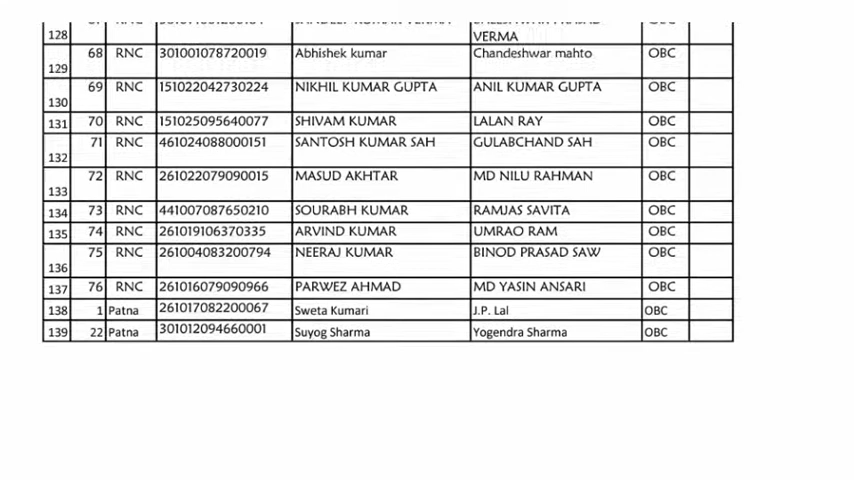 128 VERMA
68 RNC 301001078720019 Abhishek kumar Chandeshwar mahto OBC
129
69 RNC 151022042730224 NIKHIL KUMAR GUPTA ANIL KUMAR GUPTA OBC
130
131 70 RNC 151025095640077 SHIVAM KUMAR LALAN RAY OBC
71 RNC 461024088000151 SANTOSH KUMAR SAH GULABCHAND SAH OBC
132
72 RNC 261022079090015 MASUD AKHTAR MD NILU RAHMAN OBC
133
134 73 RNC 441007087650210 SOURABH KUMAR RAMJAS SAVITA OBC
135 74 RNC 261019106370335 ARVIND KUMAR UMRAO RAM OBC
75 RNC 261004083200794 NEERAJ KUMAR BINOD PRASAD SAW OBC
136
137 76 RNC 261016079090966 PARWEZ AHMAD MD YASIN ANSARI OBC
138 1 Patna 261017082200067 Sweta Kumari J.P. Lal OBC
139 22 Patna 301012094660001 Suyog Sharma Yogendra Sharma OBC